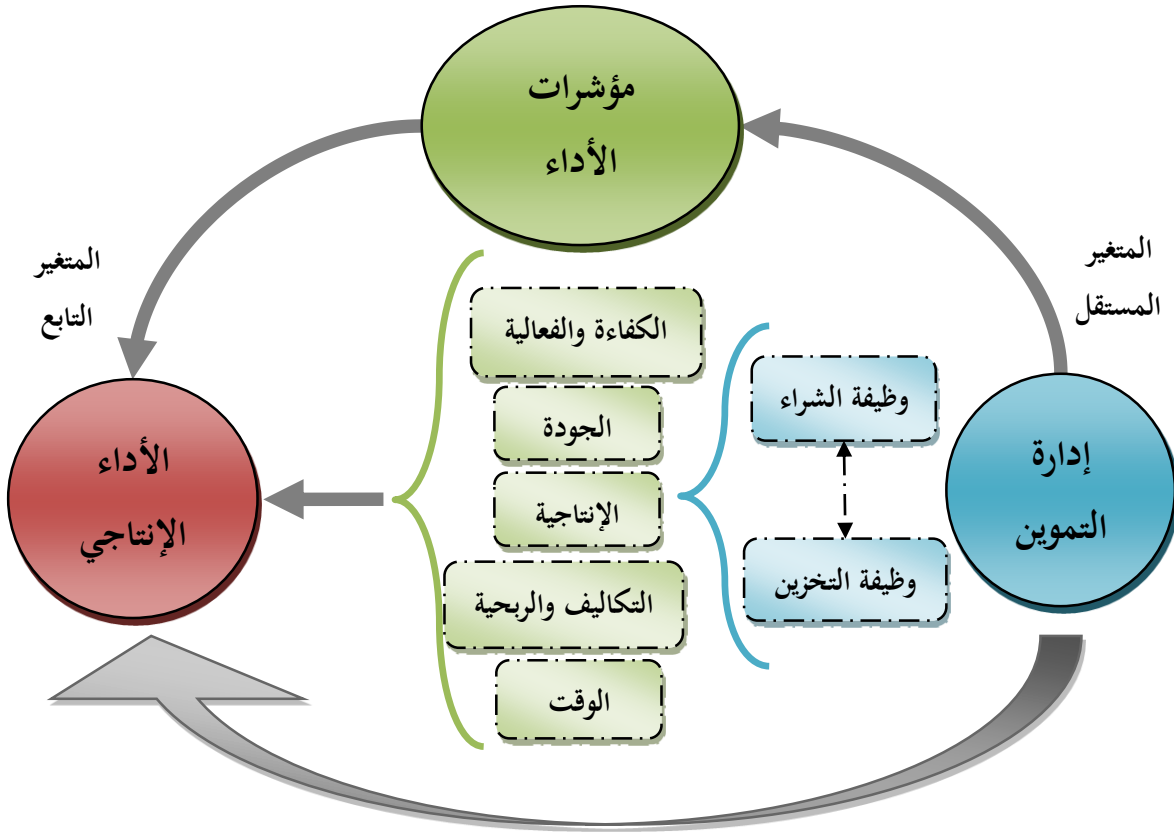 مؤشرات
الأداء
المتغير
المستقل
المتغير
التابع
إدارة
التموين
وظيفة الشراء
وظيفة التخزين
الكفاءة والفعالية
الجودة
الإنتاجية
التكاليف والربحية
الوقت
الأداء
الإنتاجي